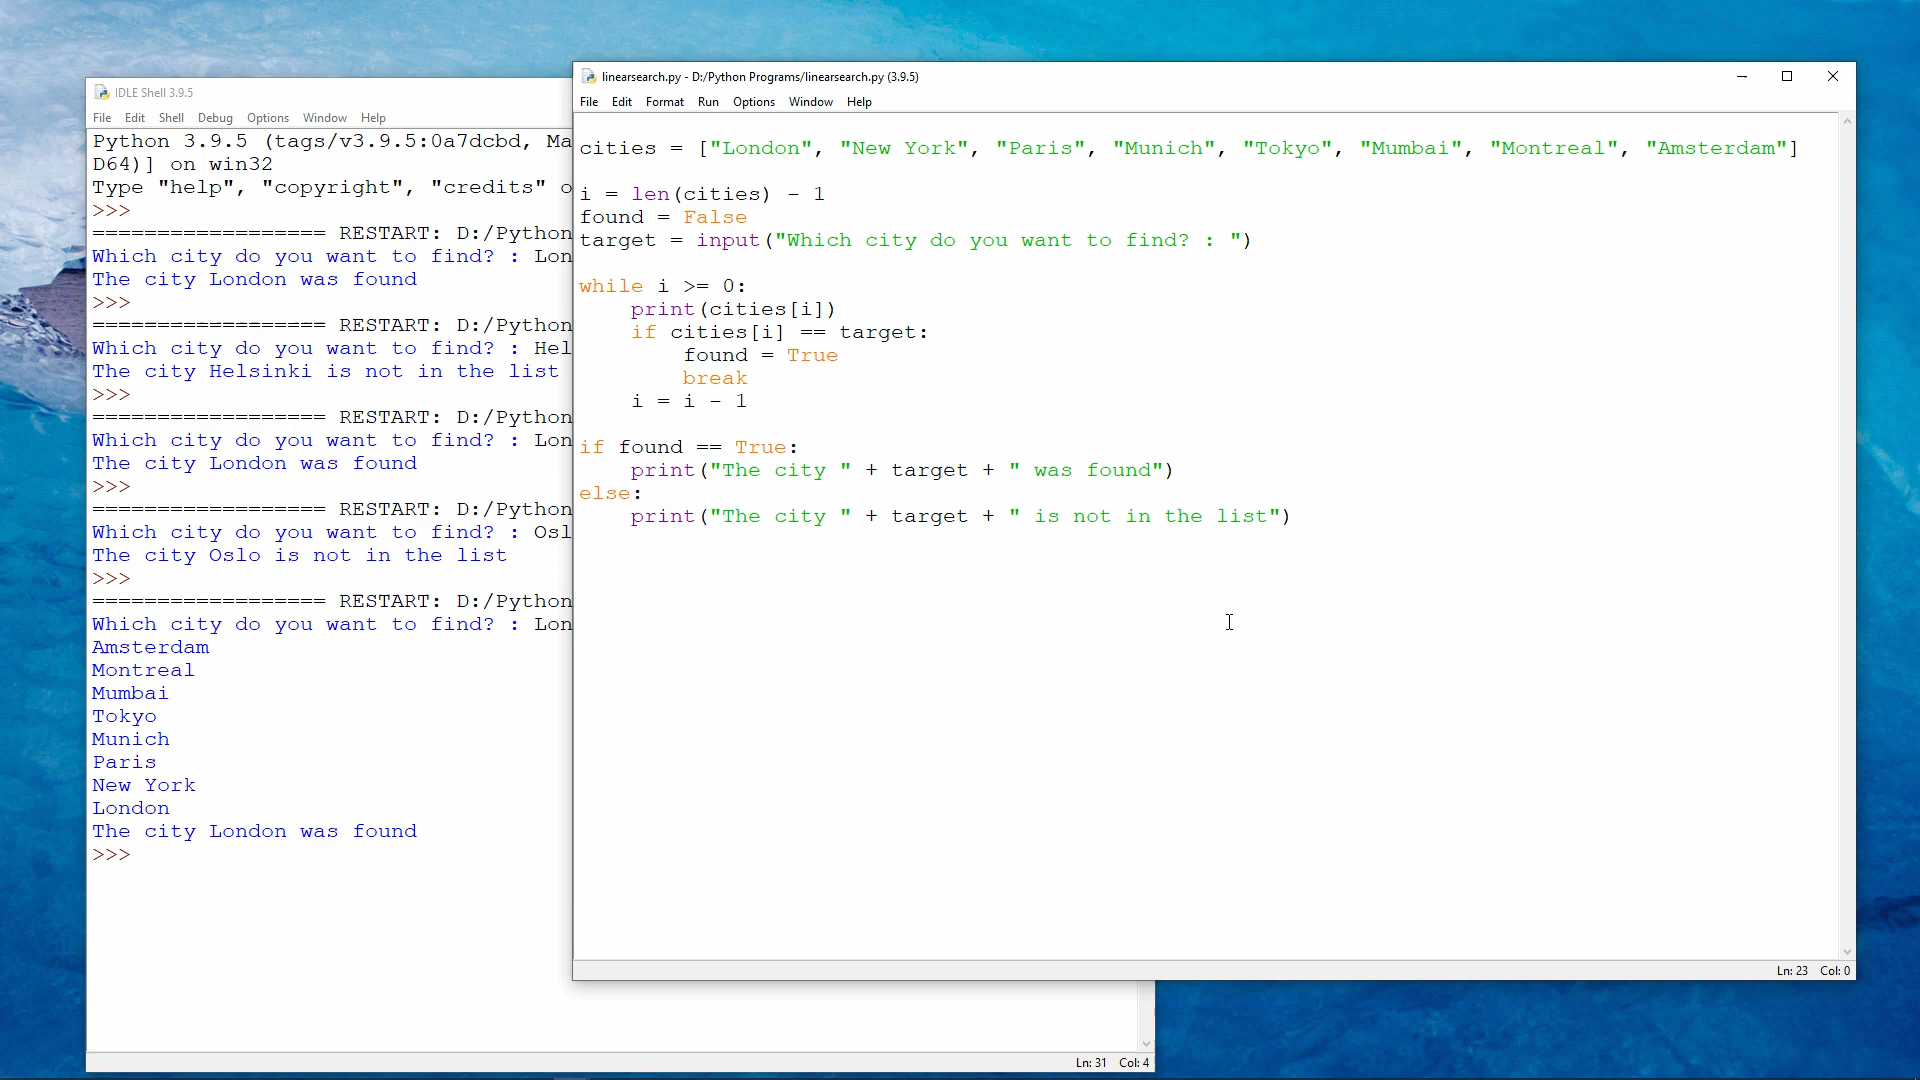 IDLE Shell 3.9.5
File Edit Shell Debug Options Window Help
Python 3.9.5 (tags/v3.9.5:0a7dcbd, Ma
D64)] on win32
Type "help", "copyright", "credits" o
>>>
================== RESTART: D:/Python
Which city do you want to find? : Lon
The city London was found
>>>
================== RESTART: D:/Python
Which city do you want to find? : Hel
The city Helsinki is not in the list
>>>
================== RESTART: D:/Python
Which city do you want to find? : Lon
The city London was found
>>>
================== RESTART: D:/Python
Which city do you want to find? : Osl
The city Oslo is not in the list
>>>
================== RESTART: D:/Python
Which city do you want to find? : Lon
Amsterdam
Montreal
Mumbai
Tokyo
Munich
Paris
New York
London
The city London was found
>>>
Ln: 31 Col: 4
linearsearch.py - D:/Python Programs/linearsearch.py (3.9.5)
File Edit Format Run Options Window Help
cities = ["London", "New York", "Paris", "Munich", "Tokyo", "Mumbai", "Montreal", "Amsterdam"]
i = len(cities) - 1
found = False
target = input("Which city do you want to find? : ")
while i >= 0:
    print(cities[i])
    if cities[i] == target:
        found = True
        break
    i = i - 1
if found == True:
    print("The city " + target + " was found")
else:
    print("The city " + target + " is not in the list")
Ln: 23 Col: 0